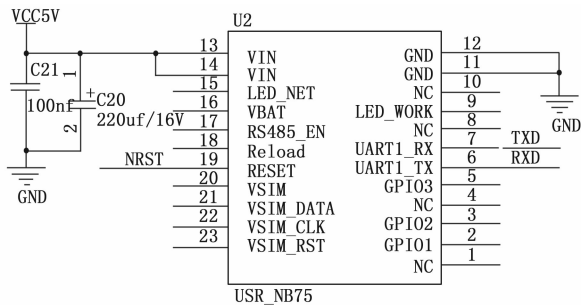 VCC5V
U2
13 VIN
14 VIN
15 LED_NET
16 VBAT
17 RS485_EN
18 Reload
NRST 19 RESET
20 VSIM
21 VSIM_DATA
22 VSIM_CLK
23 VSIM_RST
GND 12
GND 11
NC 10
LED_WORK 9
NC 8
UART1_RX 7 TXD
UART1_TX 6 RXD
GPIO3 5
NC 4
GPIO2 3
GPIO1 2
NC 1
C21
100nf
1
+C20
220uf/16V
2
GND
GND
USR_NB75